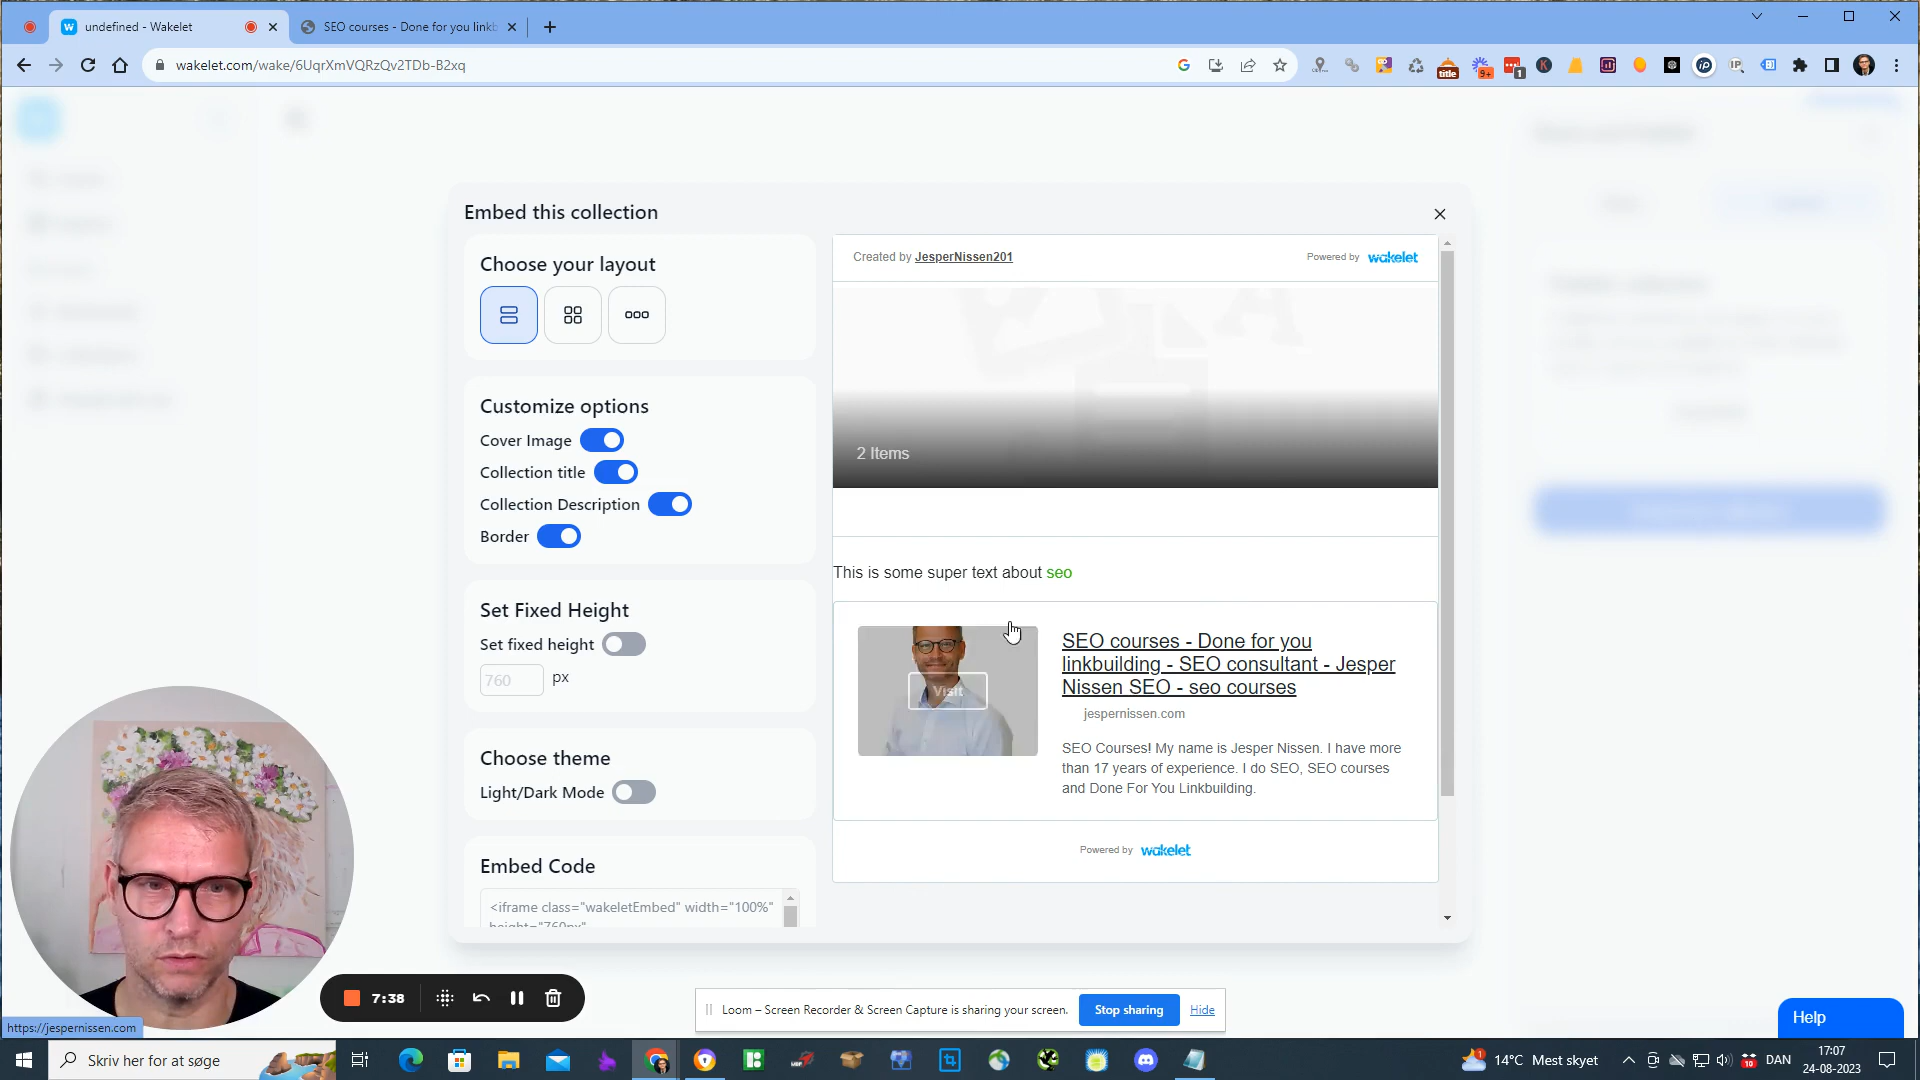 undefined - Wakelet
SEO courses - Done for you linkb
wakelet.com/wake/6UqrXmVQRzQv2TDb-B2xq
title
9+
1
Embed this collection
Choose your layout
Customize options
Cover Image
Collection title
Collection Description
Border
Set Fixed Height
Set fixed height
760 px
Choose theme
Light/Dark Mode
Embed Code
<iframe class="wakeletEmbed" width="100%"
height="760px"
Created by JesperNissen201
Powered by wakelet
2 Items
This is some super text about seo
Visit
SEO courses - Done for you
linkbuilding - SEO consultant - Jesper
Nissen SEO - seo courses
jespernissen.com
SEO Courses! My name is Jesper Nissen. I have more
than 17 years of experience. I do SEO, SEO courses
and Done For You Linkbuilding.
Powered by wakelet
7:38
Loom – Screen Recorder & Screen Capture is sharing your screen.
Stop sharing
Hide
Help
https://jespernissen.com
Skriv her for at søge
14°C Mest skyet
DAN
17:07
24-08-2023